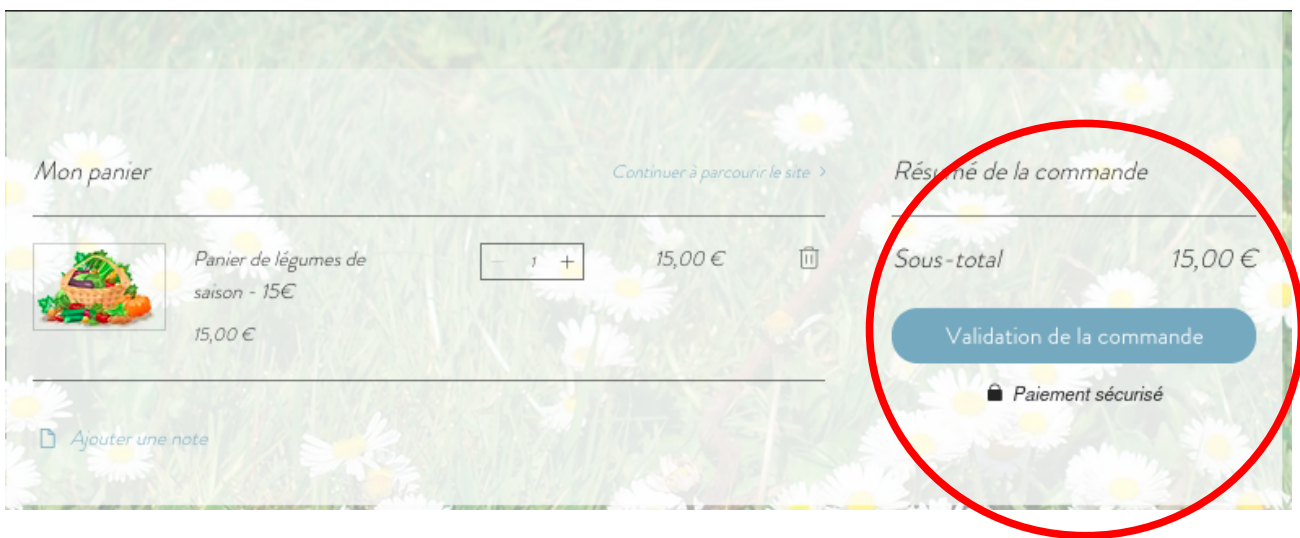 Mon panier
Continuer à parcourir le site >
Panier de légumes de
saison - 15€
15,00 €
- 1 +
15,00 €
Ajouter une note
Résumé de la commande
Sous-total 15,00 €
Validation de la commande
Paiement sécurisé